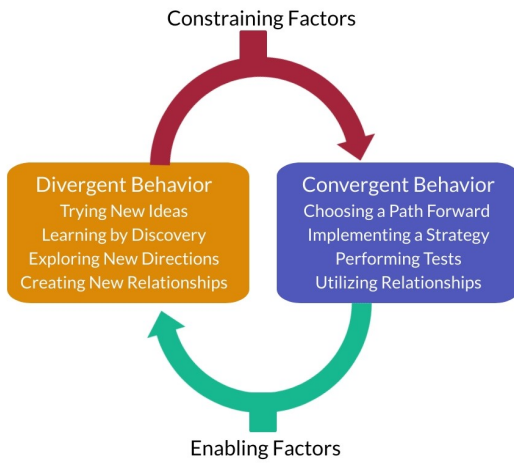 Constraining Factors
Divergent Behavior
Trying New Ideas
Learning by Discovery
Exploring New Directions
Creating New Relationships
Convergent Behavior
Choosing a Path Forward
Implementing a Strategy
Performing Tests
Utilizing Relationships
Enabling Factors